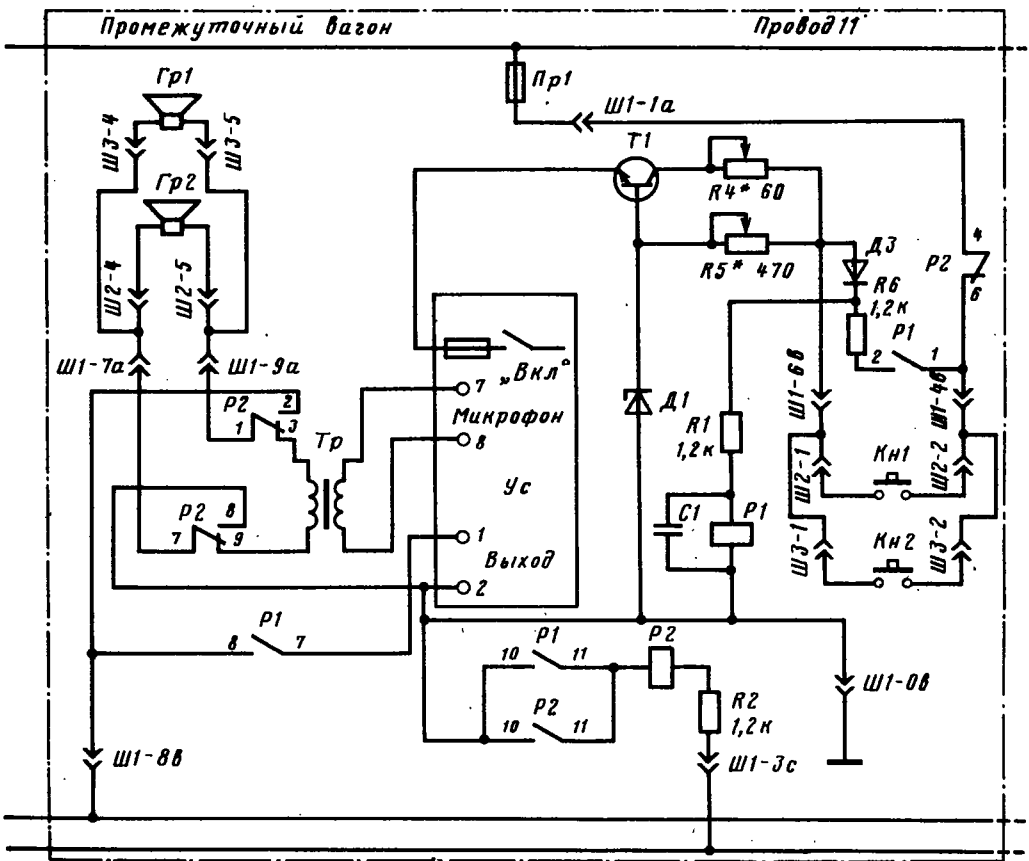 Промежуточный вагон
Провод 11
Гр1
Пр1
Ш1-1а
Ш3-4
Ш3-5
Т1
Гр2
R4* 60
Ш2-4
Ш2-5
R5* 470
Д3
4
Р2
6
R6
1,2к
Р1
2
1
Ш1-7а
Ш1-9а
„Вкл"
7
Ш1-6в
Ш1-4в
Р2
2
1
3
Тр
Микрофон
8
Д1
R1
1,2к
Кн1
Ш2-1
Ш2-2
Ус
Р2
8
7
9
С1
Р1
1
Выход
Кн2
Ш3-1
Ш3-2
2
Р1
8
7
Р1
10
11
Р2
Ш1-0в
Р2
10
11
R2
1,2к
Ш1-8в
Ш1-3с